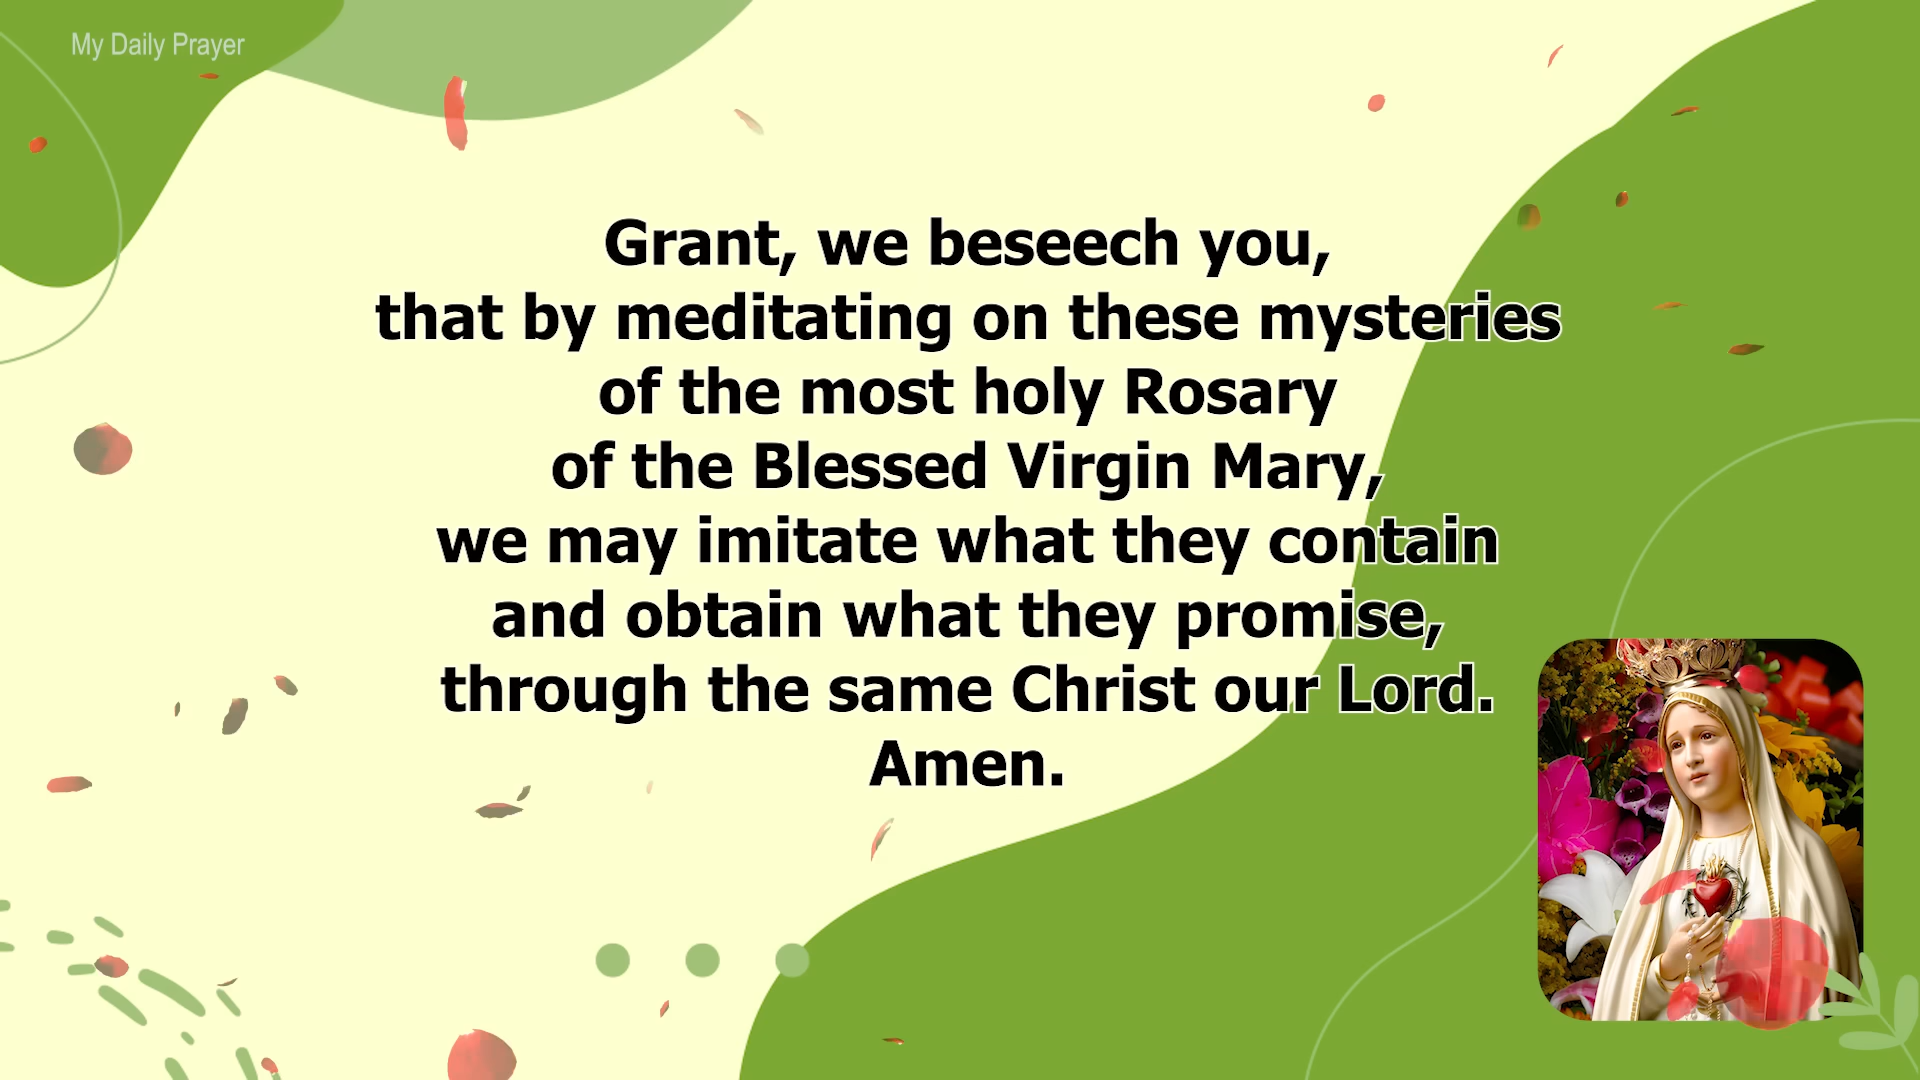 My Daily Prayer
Grant, we beseech you,
that by meditating on these mysteries
of the most holy Rosary
of the Blessed Virgin Mary,
we may imitate what they contain
and obtain what they promise,
through the same Christ our Lord.
Amen.